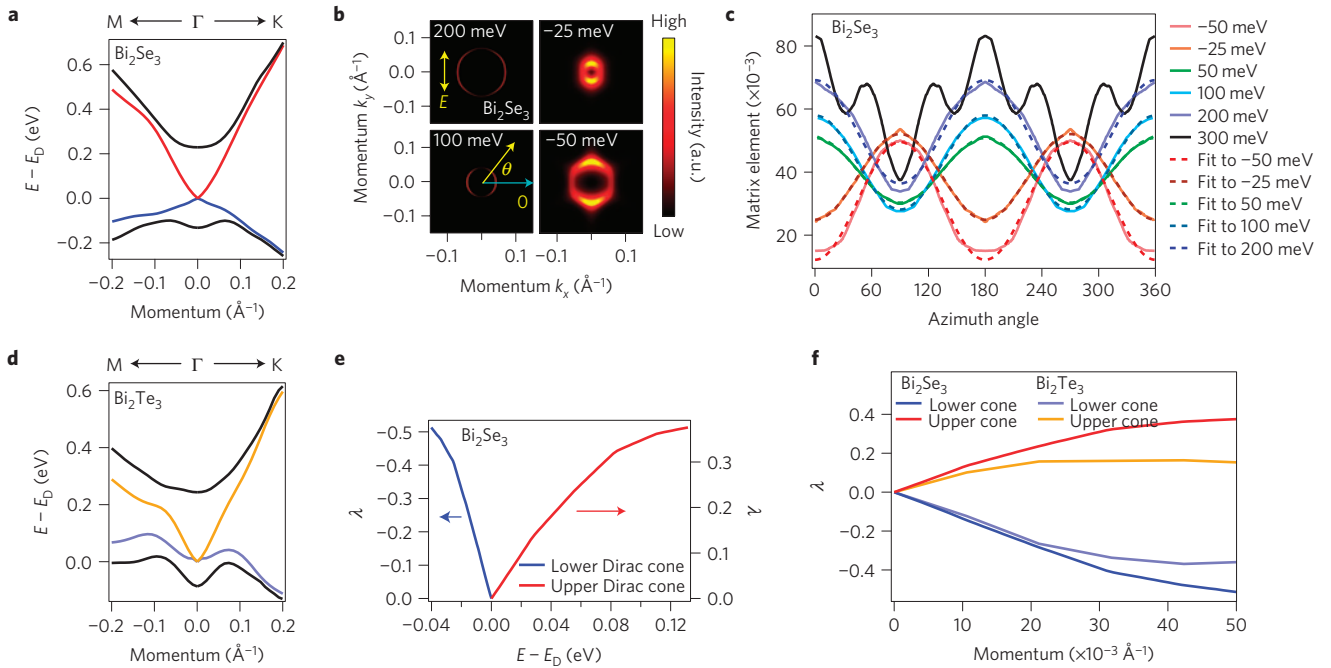 a
M ← Γ → K
Bi₂Se₃
E − E_D (eV)
0.6
0.4
0.2
0.0
−0.2
−0.2 −0.1 0.0 0.1 0.2
Momentum (Å⁻¹)
b
200 meV
−25 meV
E
Bi₂Se₃
100 meV
−50 meV
θ
0
Momentum k_y (Å⁻¹)
0.1
0.0
−0.1
0.1
0.0
−0.1
−0.1 0.1 −0.1 0.1
Momentum k_x (Å⁻¹)
High
Intensity (a.u.)
Low
c
Bi₂Se₃
Matrix element (×10⁻³)
80
60
40
20
0 60 120 180 240 300 360
Azimuth angle
−50 meV
−25 meV
50 meV
100 meV
200 meV
300 meV
Fit to −50 meV
Fit to −25 meV
Fit to 50 meV
Fit to 100 meV
Fit to 200 meV
d
M ← Γ → K
Bi₂Te₃
E − E_D (eV)
0.6
0.4
0.2
0.0
−0.2 −0.1 0.0 0.1 0.2
Momentum (Å⁻¹)
e
Bi₂Se₃
λ
−0.5
−0.4
−0.3
−0.2
−0.1
0.0
λ
0.3
0.2
0.1
0.0
Lower Dirac cone
Upper Dirac cone
−0.04 0.00 0.04 0.08 0.12
E − E_D (eV)
f
Bi₂Se₃ Bi₂Te₃
Lower cone Lower cone
Upper cone Upper cone
λ
0.4
0.2
0.0
−0.2
−0.4
0 10 20 30 40 50
Momentum (×10⁻³ Å⁻¹)